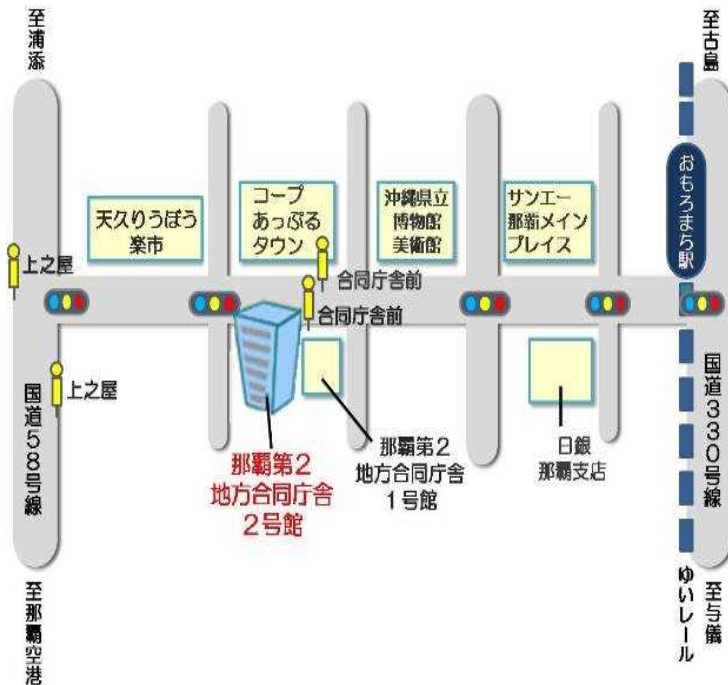 至浦添
至古島
おもろまち駅
天久りうぼう
楽市
コープ
あっぷる
タウン
沖縄県立
博物館
美術館
サンエー
那覇メイン
プレイス
上之屋
合同庁舎前
合同庁舎前
上之屋
国道58号線
国道330号線
那覇第2
地方合同庁舎
2号館
那覇第2
地方合同庁舎
1号館
日銀
那覇支店
至那覇空港
ゆいレール
至与儀